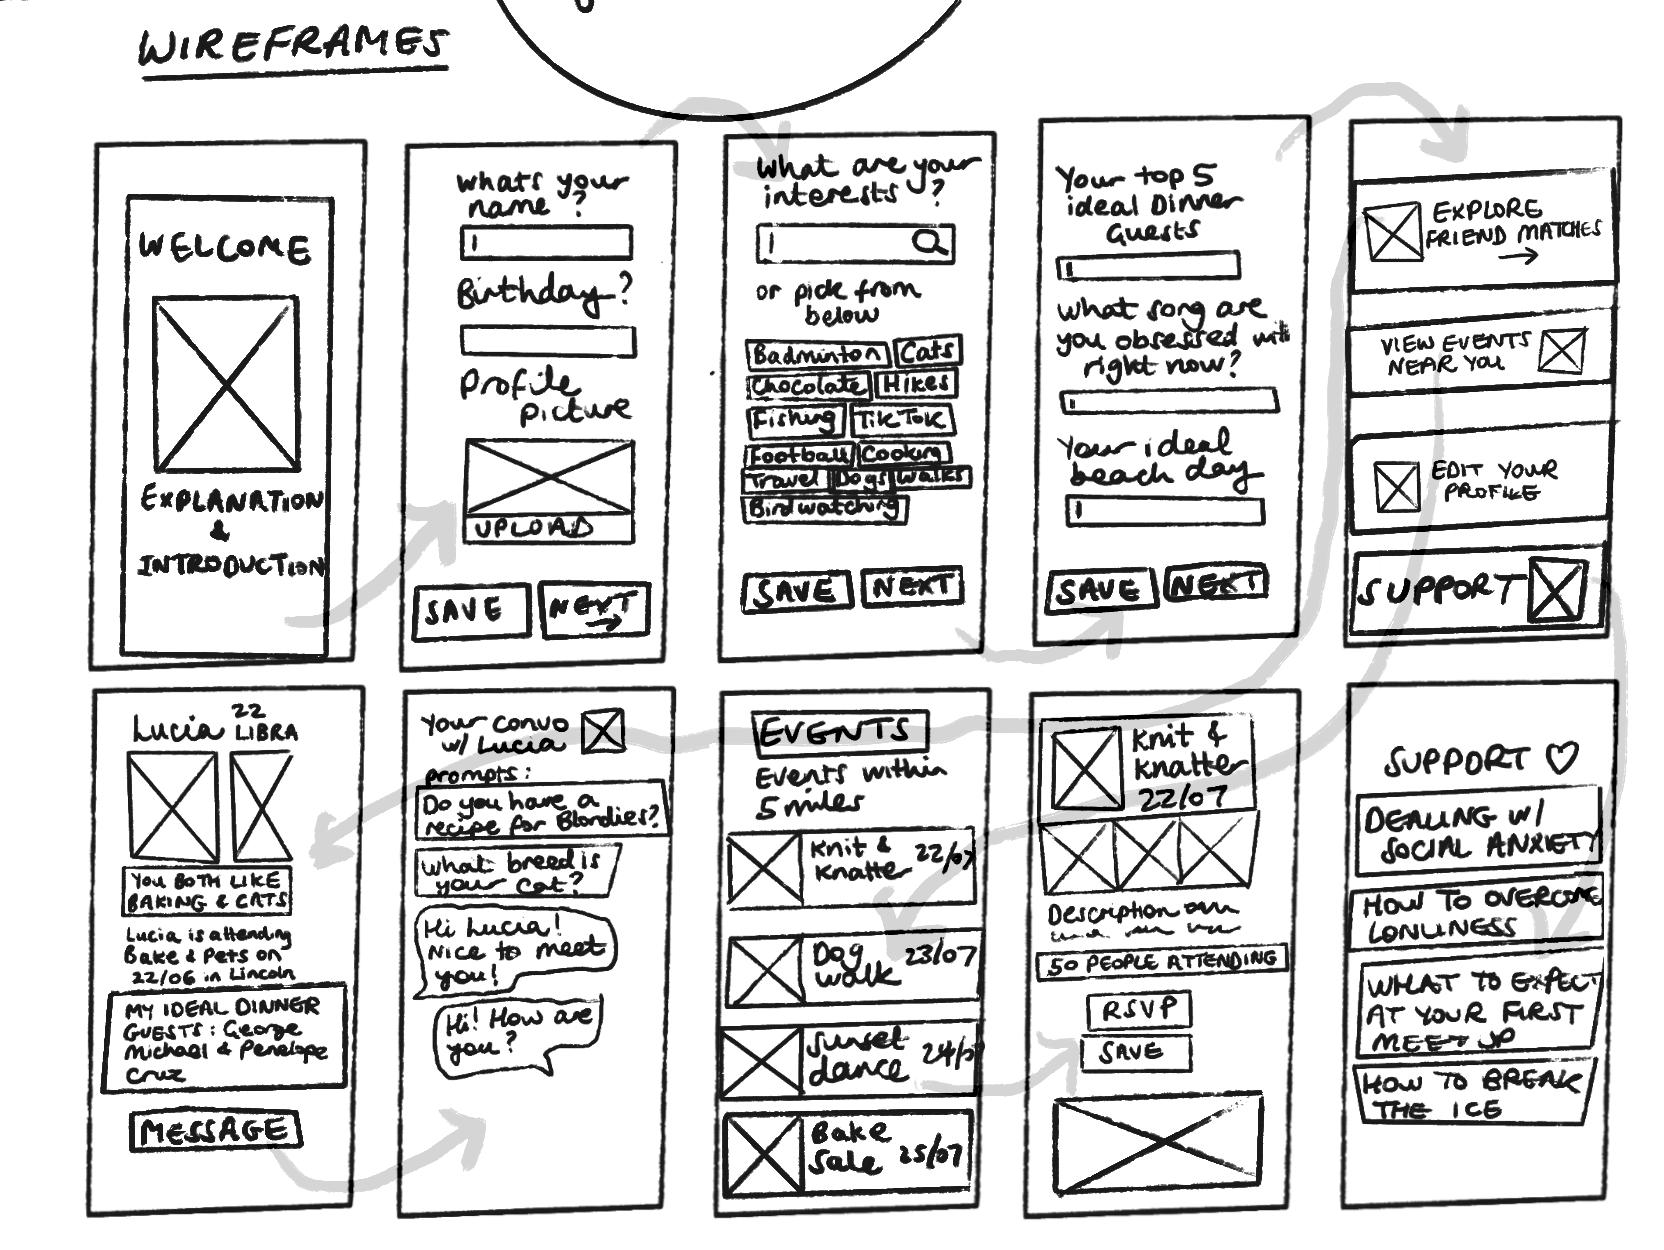 WIREFRAMES
WELCOME
EXPLANATION
&
INTRODUCTION
whats your
name?
Birthday?
Profile
picture
UPLOAD
SAVE
NEXT
What are your
interests?
or pick from
below
Badminton
Cats
Chocolate
Hikes
Fishing
TikTok
Football
Cooking
Travel
Dogs
Walks
Birdwatching
SAVE
NEXT
Your top 5
ideal Dinner
Guests
What song are
you obsessed with
right now?
Your ideal
beach day
SAVE
NEXT
EXPLORE
FRIEND MATCHES
VIEW EVENTS
NEAR YOU
EDIT YOUR
PROFILE
SUPPORT
Lucia 22
LIBRA
YOU BOTH LIKE
BAKING & CATS
Lucia is attending
Bake & Pets on
22/06 in Lincoln
MY IDEAL DINNER
GUESTS: George
Michael & Penelope
Cruz
MESSAGE
Your convo
w/ Lucia
prompts:
Do you have a
recipe for Blondies?
What breed is
your cat?
Hi Lucia!
Nice to meet
you!
Hi! How are
you?
EVENTS
Events within
5 miles
Knit & 22/07
Knatter
Dog 23/07
walk
Sunset 24/07
dance
Bake
Sale 25/07
Knit &
Knatter
22/07
Description
50 PEOPLE ATTENDING
RSVP
SAVE
SUPPORT ♡
DEALING W/
SOCIAL ANXIETY
HOW TO OVERCOME
LONLINESS
WHAT TO EXPECT
AT YOUR FIRST
MEET UP
HOW TO BREAK
THE ICE